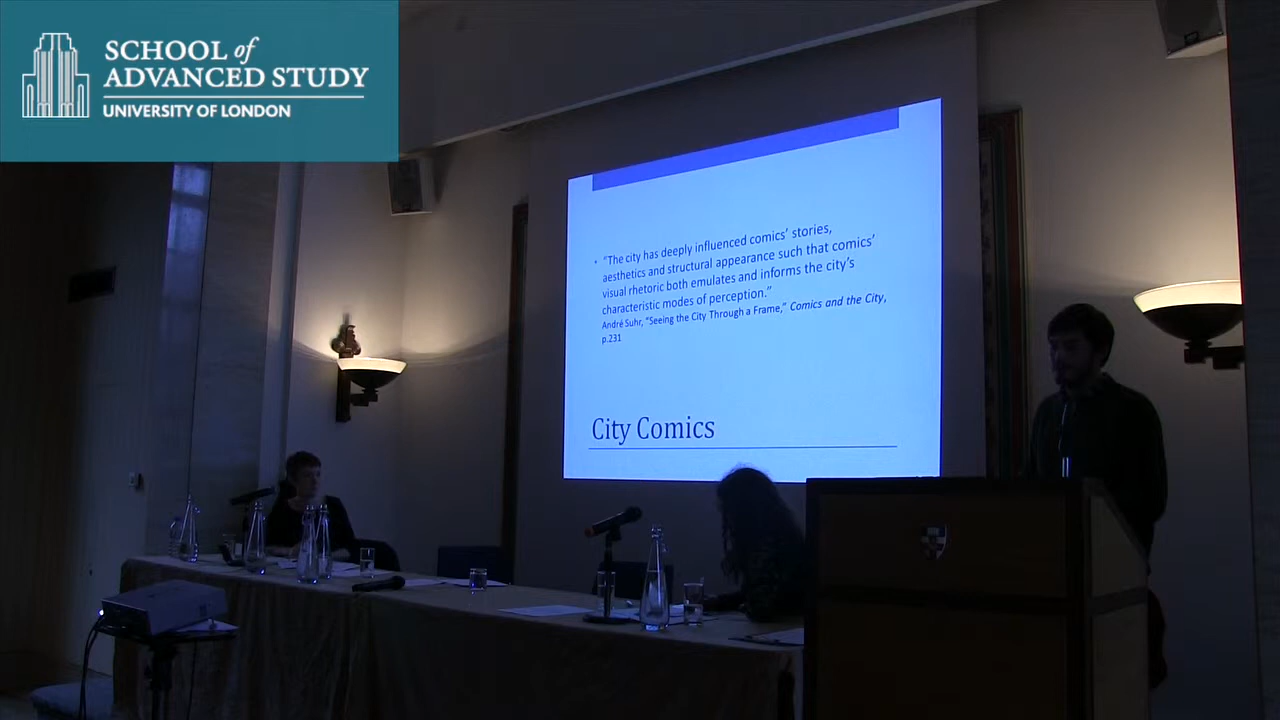 SCHOOL of
ADVANCED STUDY
UNIVERSITY OF LONDON
• “The city has deeply influenced comics’ stories,
aesthetics and structural appearance such that comics’
visual rhetoric both emulates and informs the city’s
characteristic modes of perception.”
André Suhr, “Seeing the City Through a Frame,” Comics and the City,
p.231
City Comics